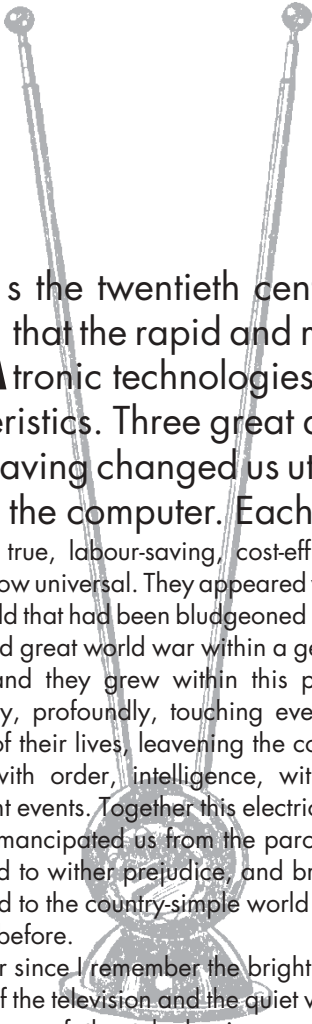 s the twentieth cen
that the rapid and
tronic technologies
eristics. Three great
aving changed us ut
the computer. Each
true, labour-saving, cost-eff
ow universal. They appeared
ld that had been bludgeoned
d great world war within a ge
and they grew within this p
y, profoundly, touching eve
of their lives, leavening the co
with order, intelligence, wit
nt events. Together this electric
mancipated us from the paro
d to wither prejudice, and br
d to the country-simple world
before.
r since I remember the bright
f the television and the quiet